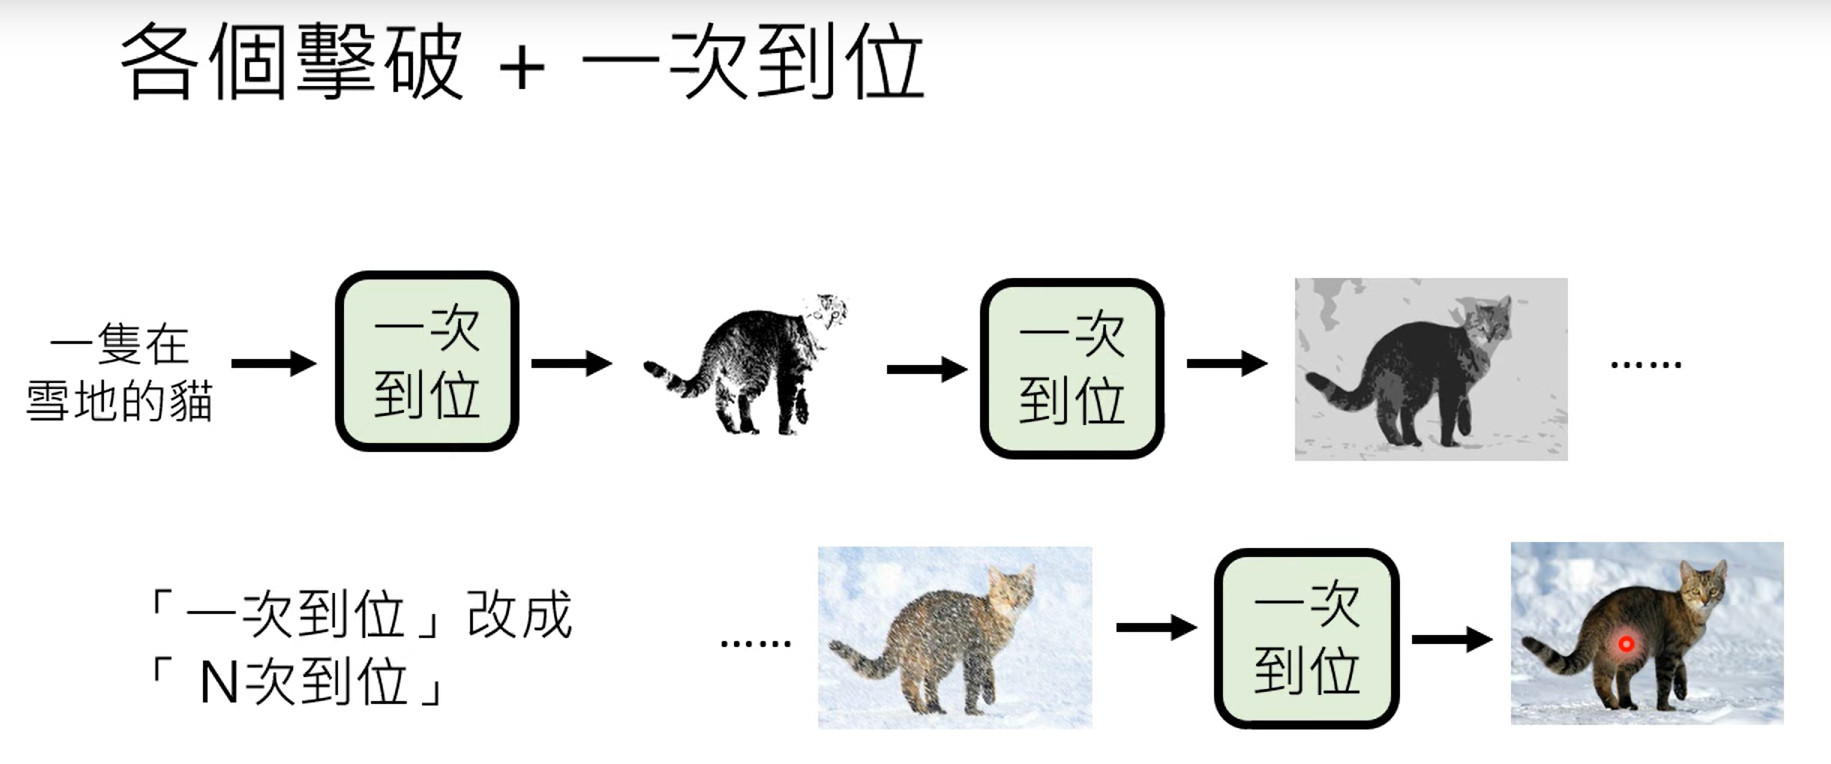 各個擊破 + 一次到位
一隻在
雪地的貓
一次
到位
一次
到位
……
「一次到位」改成
「 N次到位」
……
一次
到位